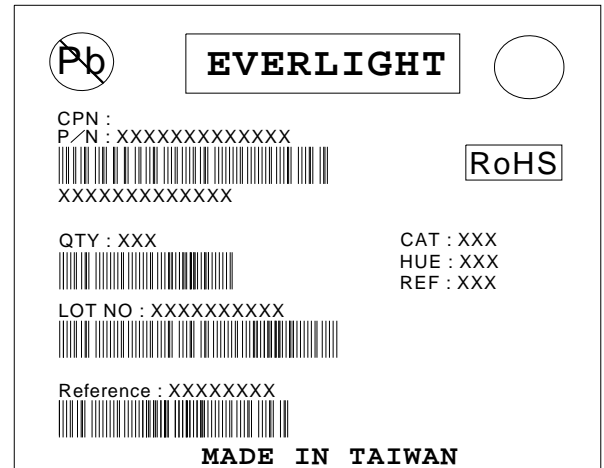 Pb
EVERLIGHT
CPN :
P/N : XXXXXXXXXXXXX
RoHS
XXXXXXXXXXXXX
QTY : XXX
CAT : XXX
HUE : XXX
REF : XXX
LOT NO : XXXXXXXXXX
Reference : XXXXXXXX
MADE IN TAIWAN